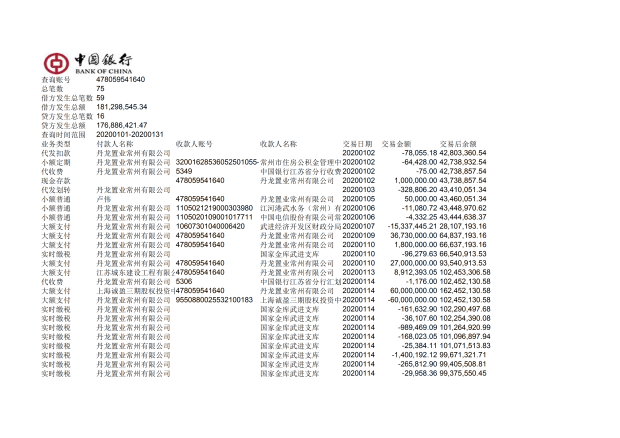 中国银行
BANK OF CHINA
查询账号 478059541640
总笔数 75
借方发生总笔数 59
借方发生总额 181,298,545.34
贷方发生总笔数 16
贷方发生总额 176,886,421.47
查询时间范围 20200101-20200131
业务类型 付款人名称 收款人账号 收款人名称 交易日期 交易金额 交易后余额
代发扣款 丹龙置业常州有限公司 20200102 -78,055.18 42,803,360.54
小额定期 丹龙置业常州有限公司 32001628536052501055- 常州市住房公积金管理中 20200102 -64,428.00 42,738,932.54
代收费 丹龙置业常州有限公司 5349 中国银行江苏省分行收费 20200102 -75.00 42,738,857.54
现金存款 478059541640 丹龙置业常州有限公司 20200102 1,000,000.00 43,738,857.54
代发划转 丹龙置业常州有限公司 20200103 -328,806.20 43,410,051.34
小额普通 卢伟 478059541640 丹龙置业常州有限公司 20200105 50,000.00 43,460,051.34
小额普通 丹龙置业常州有限公司 1105021219000303980 江河港武水务（常州）有 20200106 -11,080.72 43,448,970.62
小额普通 丹龙置业常州有限公司 1105020109001017711 中国电信股份有限公司常 20200106 -4,332.25 43,444,638.37
大额支付 丹龙置业常州有限公司 10607301040006420 武进经济开发区财政分局 20200107 -15,337,445.21 28,107,193.16
大额支付 丹龙置业常州有限公司 478059541640 丹龙置业常州有限公司 20200109 36,730,000.00 64,837,193.16
大额支付 丹龙置业常州有限公司 478059541640 丹龙置业常州有限公司 20200110 1,800,000.00 66,637,193.16
实时缴税 丹龙置业常州有限公司 国家金库武进支库 20200110 -96,279.63 66,540,913.53
大额支付 丹龙置业常州有限公司 478059541640 丹龙置业常州有限公司 20200110 27,000,000.00 93,540,913.53
大额支付 江苏城东建设工程有限公 478059541640 丹龙置业常州有限公司 20200113 8,912,393.05 102,453,306.58
代收费 丹龙置业常州有限公司 5306 中国银行江苏省分行汇划 20200114 -1,176.00 102,452,130.58
大额支付 上海诚盈三期股权投资中 478059541640 丹龙置业常州有限公司 20200114 60,000,000.00 162,452,130.58
大额支付 丹龙置业常州有限公司 9550880025532100183 上海诚盈三期股权投资中 20200114 -60,000,000.00 102,452,130.58
实时缴税 丹龙置业常州有限公司 国家金库武进支库 20200114 -161,632.90 102,290,497.68
实时缴税 丹龙置业常州有限公司 国家金库武进支库 20200114 -36,107.60 102,254,390.08
实时缴税 丹龙置业常州有限公司 国家金库武进支库 20200114 -989,469.09 101,264,920.99
实时缴税 丹龙置业常州有限公司 国家金库武进支库 20200114 -168,023.05 101,096,897.94
实时缴税 丹龙置业常州有限公司 国家金库武进支库 20200114 -25,384.11 101,071,513.83
实时缴税 丹龙置业常州有限公司 国家金库武进支库 20200114 -1,400,192.12 99,671,321.71
实时缴税 丹龙置业常州有限公司 国家金库武进支库 20200114 -265,812.90 99,405,508.81
实时缴税 丹龙置业常州有限公司 国家金库武进支库 20200114 -29,958.36 99,375,550.45